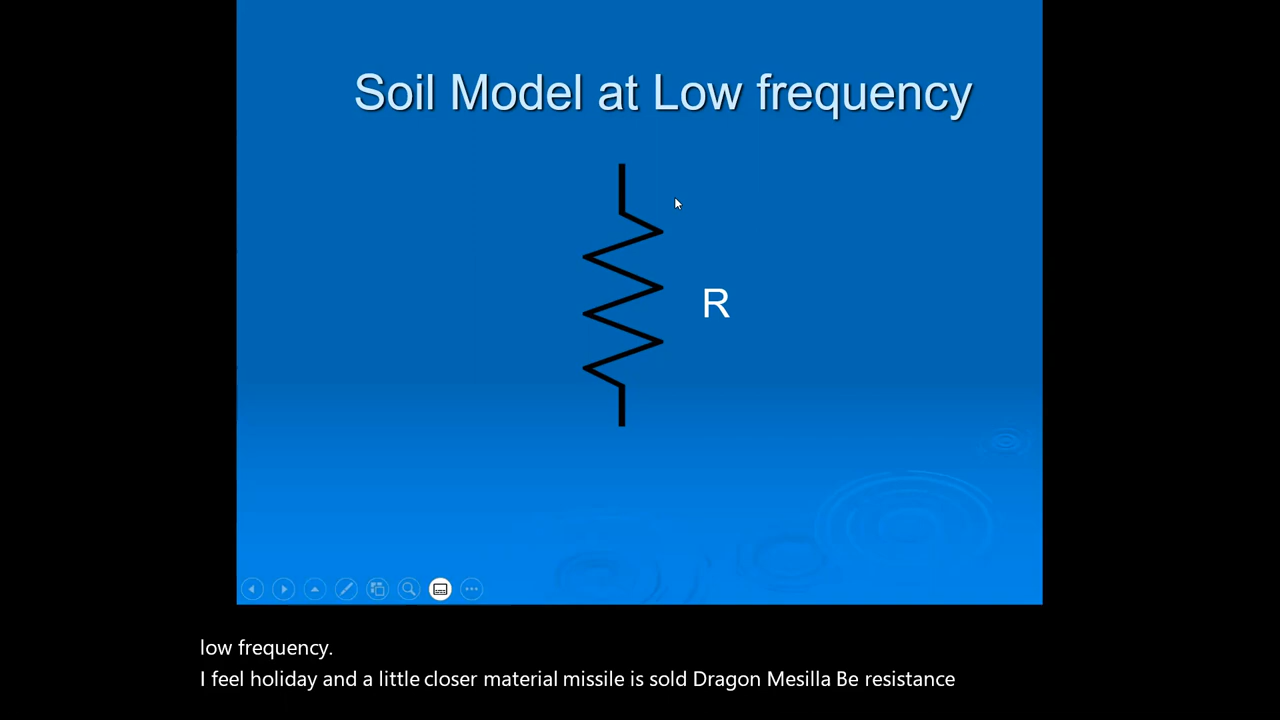 Soil Model at Low frequency
R
low frequency.
I feel holiday and a little closer material missile is sold Dragon Mesilla Be resistance